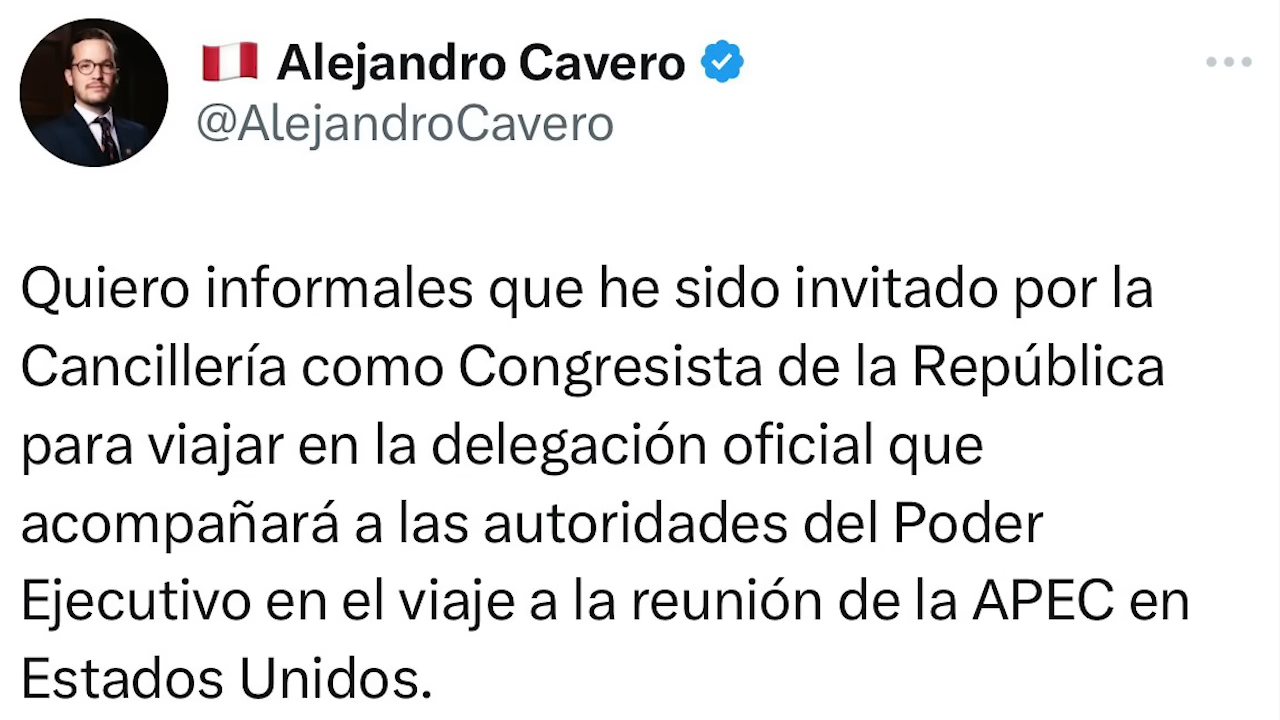 Alejandro Cavero
@AlejandroCavero
Quiero informales que he sido invitado por la
Cancillería como Congresista de la República
para viajar en la delegación oficial que
acompañará a las autoridades del Poder
Ejecutivo en el viaje a la reunión de la APEC en
Estados Unidos.